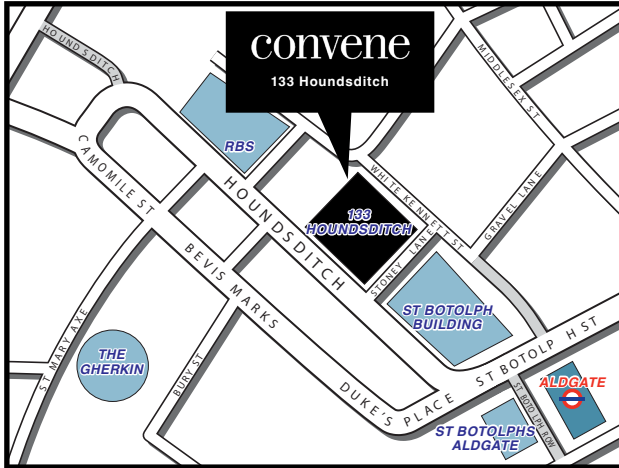 convene
133 Houndsditch
HOUNDSDITCH
MIDDLESEX ST
RBS
CAMOMILE ST
HOUNDSDITCH
133
HOUNDSDITCH
WHITE KENNETT ST
GRAVEL LANE
STONEY LANE
BEVIS MARKS
ST BOTOLPH
BUILDING
ST MARY AXE
THE
GHERKIN
BURY ST
DUKE'S PLACE
ST BOTOLP H ST
ALDGATE
ST BOTOLPH ROW
ST BOTOLPHS
ALDGATE